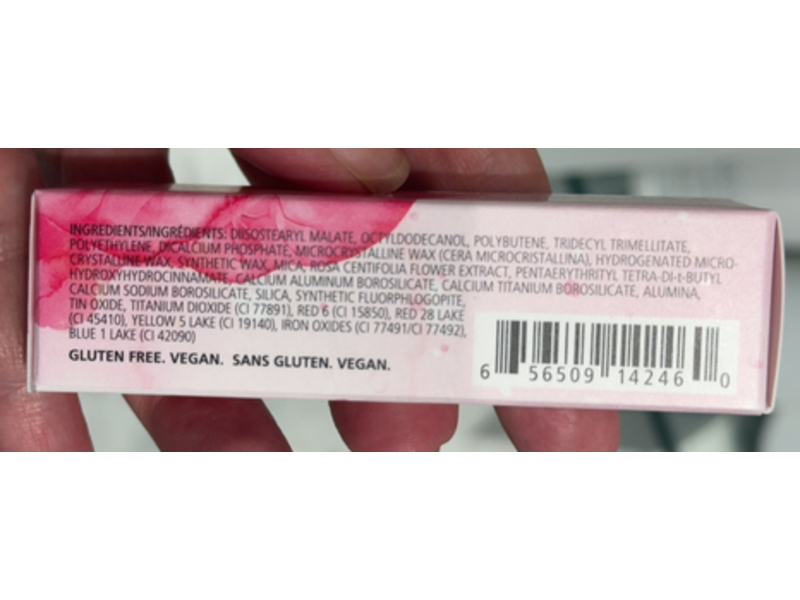 INGREDIENTS/INGRÉDIENTS: DIISOSTEARYL MALATE, OCTYLDODECANOL, POLYBUTENE, TRIDECYL TRIMELLITATE,
POLYETHYLENE, DICALCIUM PHOSPHATE, MICROCRYSTALLINE WAX (CERA MICROCRISTALLINA), HYDROGENATED MICRO-
CRYSTALLINE WAX, SYNTHETIC WAX, MICA, ROSA CENTIFOLIA FLOWER EXTRACT, PENTAERYTHRITYL TETRA-DI-t-BUTYL
HYDROXYHYDROCINNAMATE, CALCIUM ALUMINUM BOROSILICATE, CALCIUM TITANIUM BOROSILICATE, ALUMINA,
CALCIUM SODIUM BOROSILICATE, SILICA, SYNTHETIC FLUORPHLOGOPITE,
TIN OXIDE, TITANIUM DIOXIDE (CI 77891), RED 6 (CI 15850), RED 28 LAKE
(CI 45410), YELLOW 5 LAKE (CI 19140), IRON OXIDES (CI 77491/CI 77492),
BLUE 1 LAKE (CI 42090)
GLUTEN FREE. VEGAN. SANS GLUTEN. VEGAN.
6 56509 14246 0